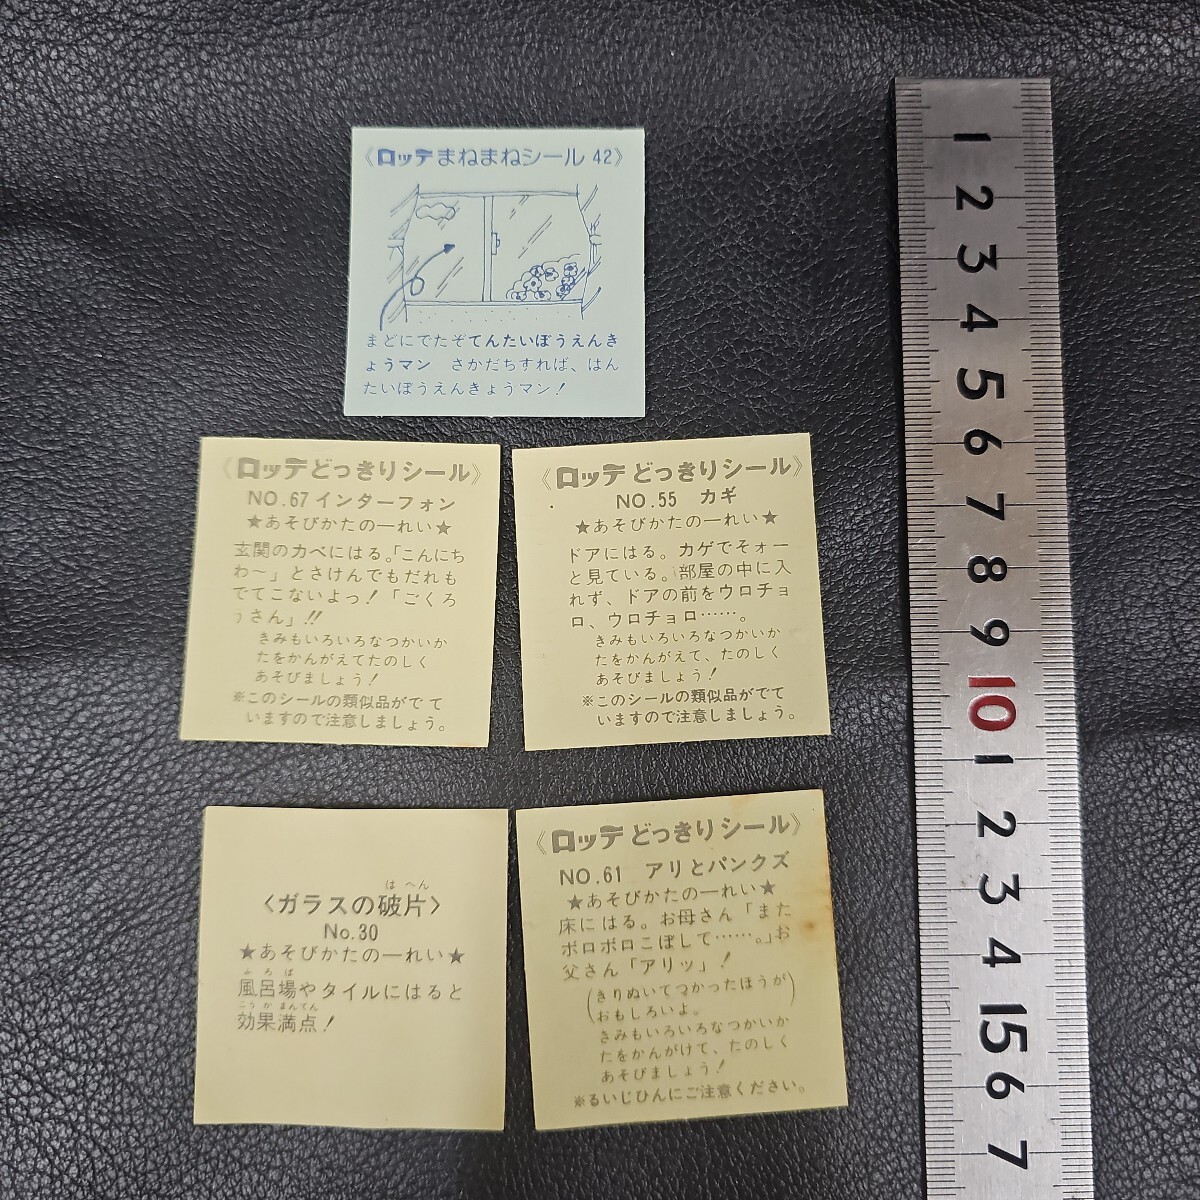 《ロッテまねまねシール 42》
まどにでたぞてんたいぼうえんき
ょうマン さかだちすれば、はん
たいぼうえんきょうマン!
《ロッテどっきりシール》
NO.67 インターフォン
★あそびかたの一れい★
玄関のカベにはる。「こんにち
わ〜」とさけんでもだれも
でてこないよっ!「ごくろ
うさん」!!
きみもいろいろなつかいか
たをかんがえてたのしく
あそびましょう!
※このシールの類似品がでて
いますので注意しましょう。
《ロッテどっきりシール》
NO.55 カギ
★あそびかたの一れい★
ドアにはる。カゲでそォー
と見ている。部屋の中に入
れず、ドアの前をウロチョ
ロ、ウロチョロ……。
きみもいろいろなつかいか
たをかんがえて、たのしく
あそびましょう!
※このシールの類似品がでて
いますので注意しましょう。
はへん
〈ガラスの破片〉
No.30
★あそびかたの一れい★
ふろば
風呂場やタイルにはると
こうかまんてん
効果満点!
《ロッテどっきりシール》
NO.61 アリとパンクズ
★あそびかたの一れい★
床にはる。お母さん「また
ボロボロこぼして……。」お
父さん「アリッ」!
(きりぬいてつかったほうが
おもしろいよ。)
きみもいろいろなつかいか
たをかんがけて、たのしく
あそびましょう!
※るいじひんにご注意ください。
1
2
3
4
5
6
7
8
9
10
1
2
3
4
15
6
7